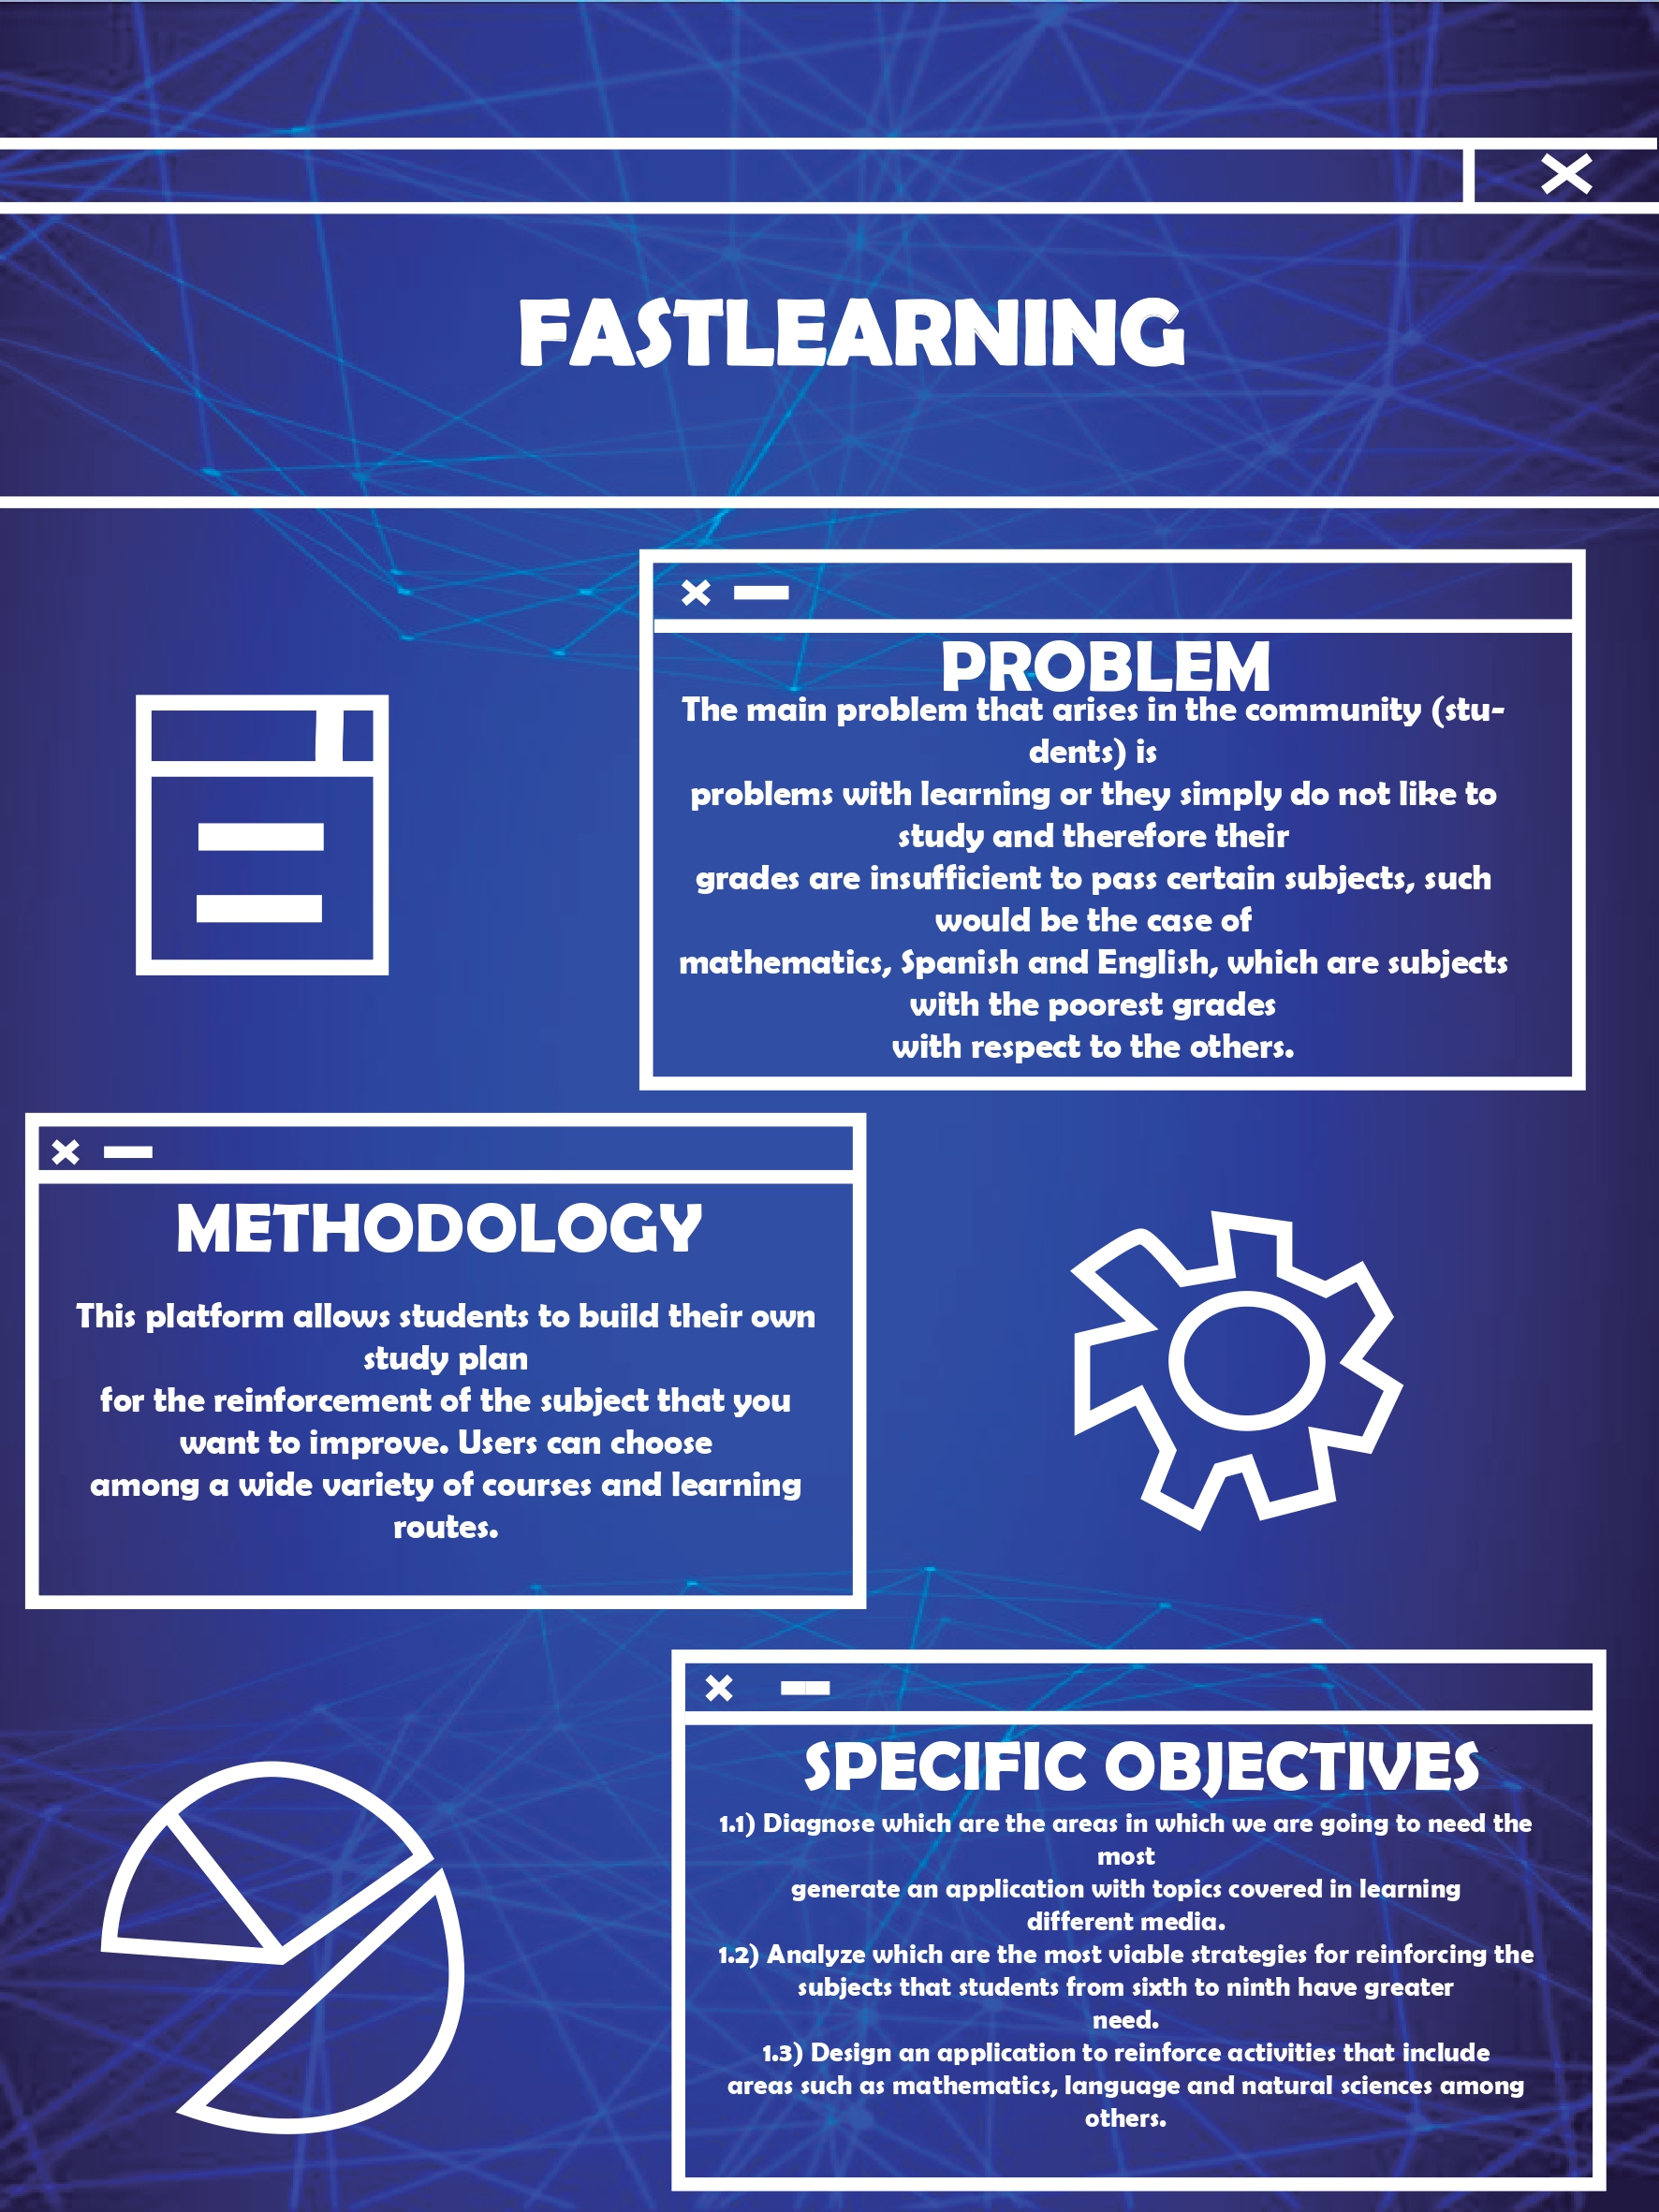 FASTLEARNING
PROBLEM
The main problem that arises in the community (stu-
dents) is
problems with learning or they simply do not like to
study and therefore their
grades are insufficient to pass certain subjects, such
would be the case of
mathematics, Spanish and English, which are subjects
with the poorest grades
with respect to the others.
METHODOLOGY
This platform allows students to build their own
study plan
for the reinforcement of the subject that you
want to improve. Users can choose
among a wide variety of courses and learning
routes.
SPECIFIC OBJECTIVES
1.1) Diagnose which are the areas in which we are going to need the
most
generate an application with topics covered in learning
different media.
1.2) Analyze which are the most viable strategies for reinforcing the
subjects that students from sixth to ninth have greater
need.
1.3) Design an application to reinforce activities that include
areas such as mathematics, language and natural sciences among
others.